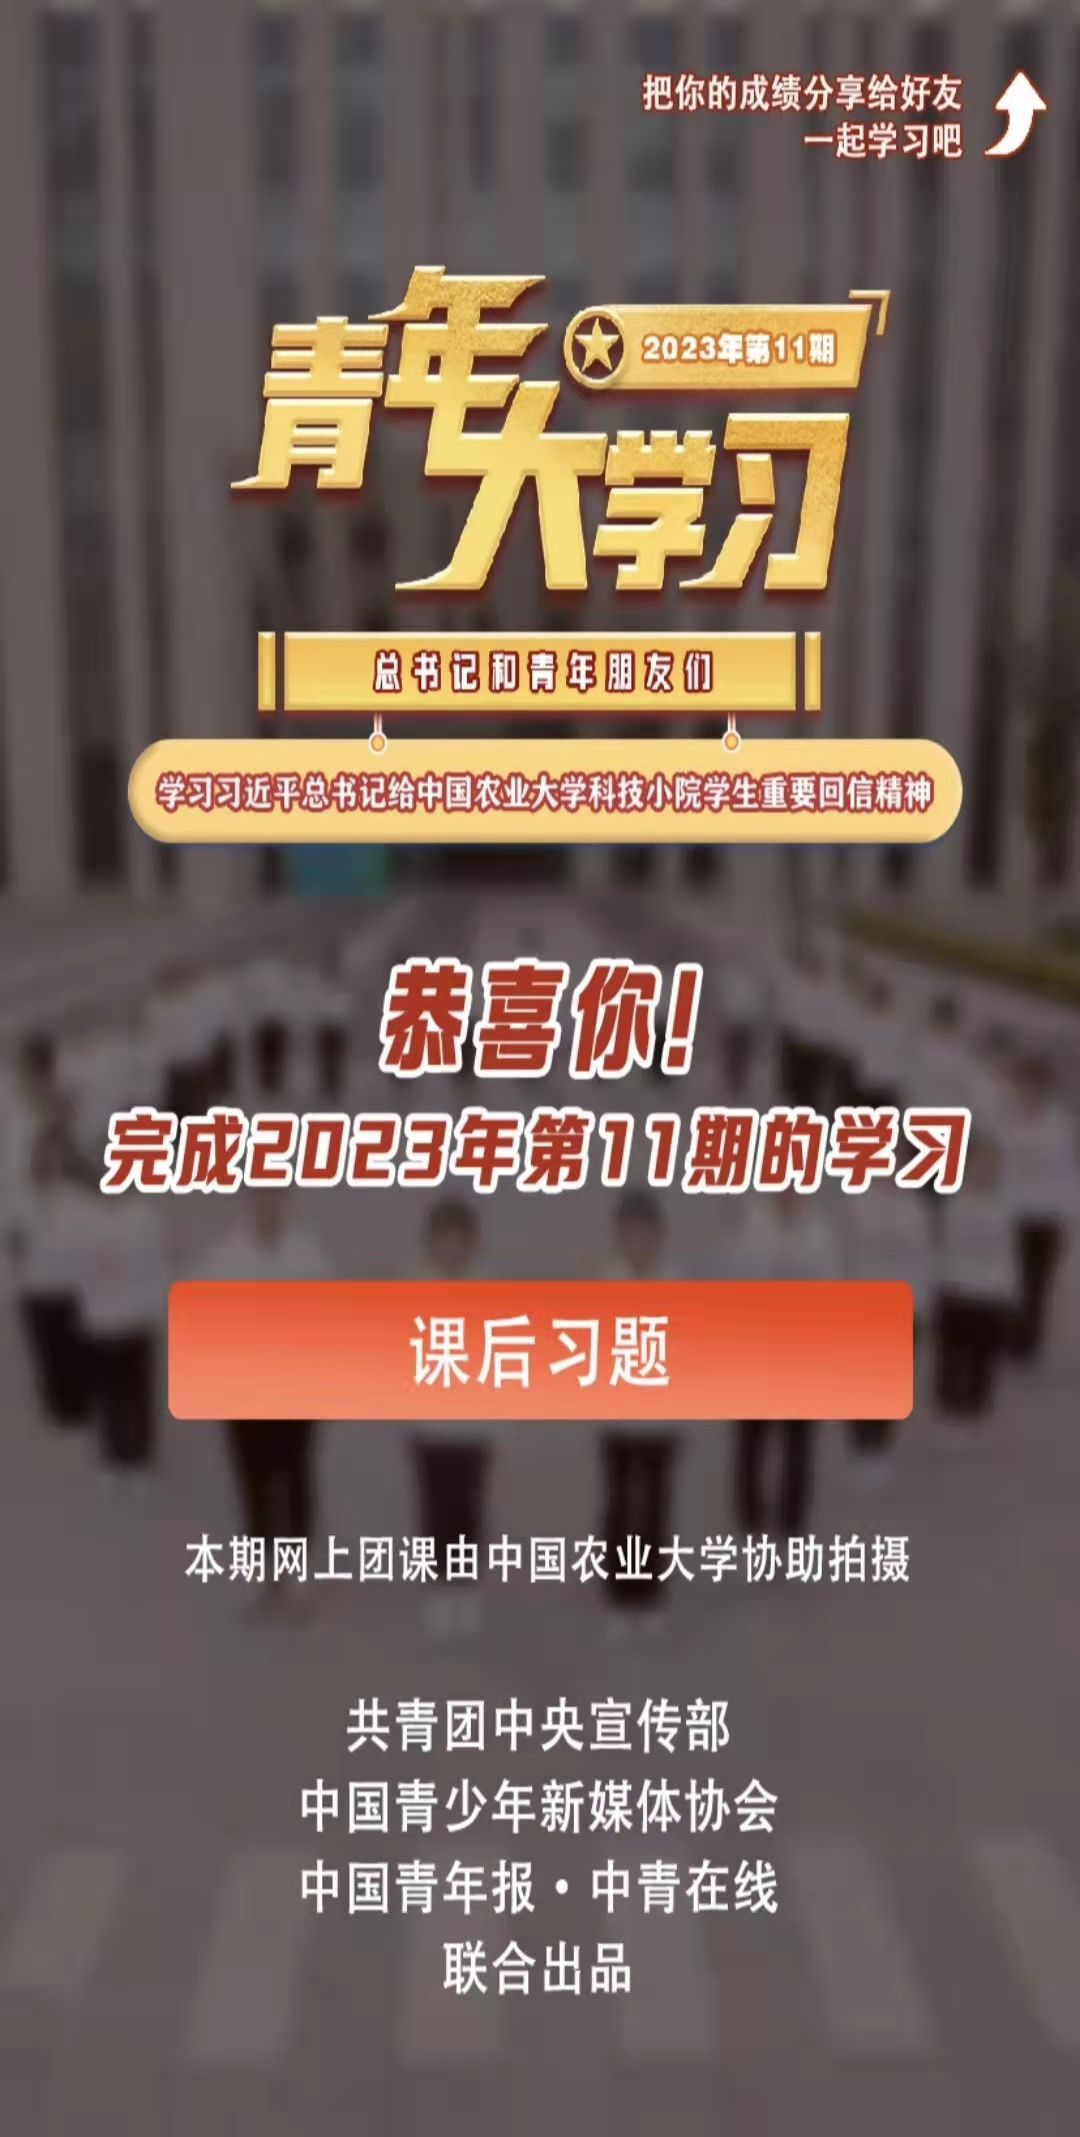 把你的成绩分享给好友
一起学习吧
2023年第11期
青年大学习
总书记和青年朋友们
学习习近平总书记给中国农业大学科技小院学生重要回信精神
恭喜你!
完成2023年第11期的学习
课后习题
本期网上团课由中国农业大学协助拍摄
共青团中央宣传部
中国青少年新媒体协会
中国青年报·中青在线
联合出品